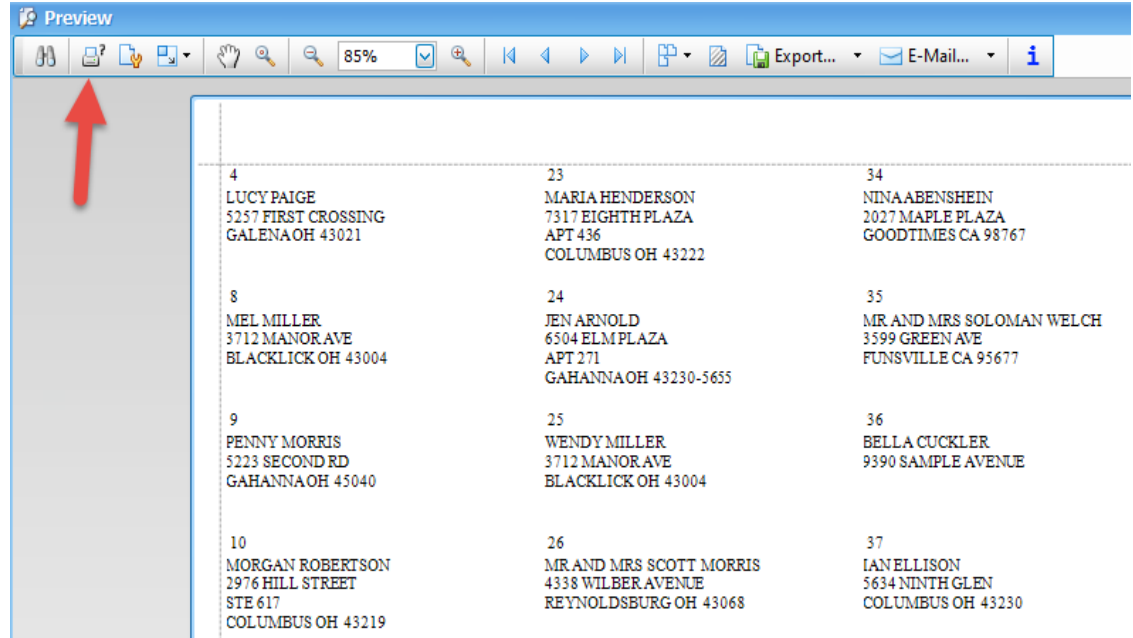 Preview
85% Export... E-Mail... i
4
LUCY PAIGE
5257 FIRST CROSSING
GALENA OH 43021
23
MARIA HENDERSON
7317 EIGHTH PLAZA
APT 436
COLUMBUS OH 43222
34
NINA ABENSHEIN
2027 MAPLE PLAZA
GOODTIMES CA 98767
8
MEL MILLER
3712 MANOR AVE
BLACKLICK OH 43004
24
JEN ARNOLD
6504 ELM PLAZA
APT 271
GAHANNA OH 43230-5655
35
MR AND MRS SOLOMAN WELCH
3599 GREEN AVE
FUNSVILLE CA 95677
9
PENNY MORRIS
5223 SECOND RD
GAHANNA OH 45040
25
WENDY MILLER
3712 MANOR AVE
BLACKLICK OH 43004
36
BELLA CUCKLER
9390 SAMPLE AVENUE
10
MORGAN ROBERTSON
2976 HILL STREET
STE 617
COLUMBUS OH 43219
26
MR AND MRS SCOTT MORRIS
4338 WILBER AVENUE
REYNOLDSBURG OH 43068
37
IAN ELLISON
5634 NINTH GLEN
COLUMBUS OH 43230